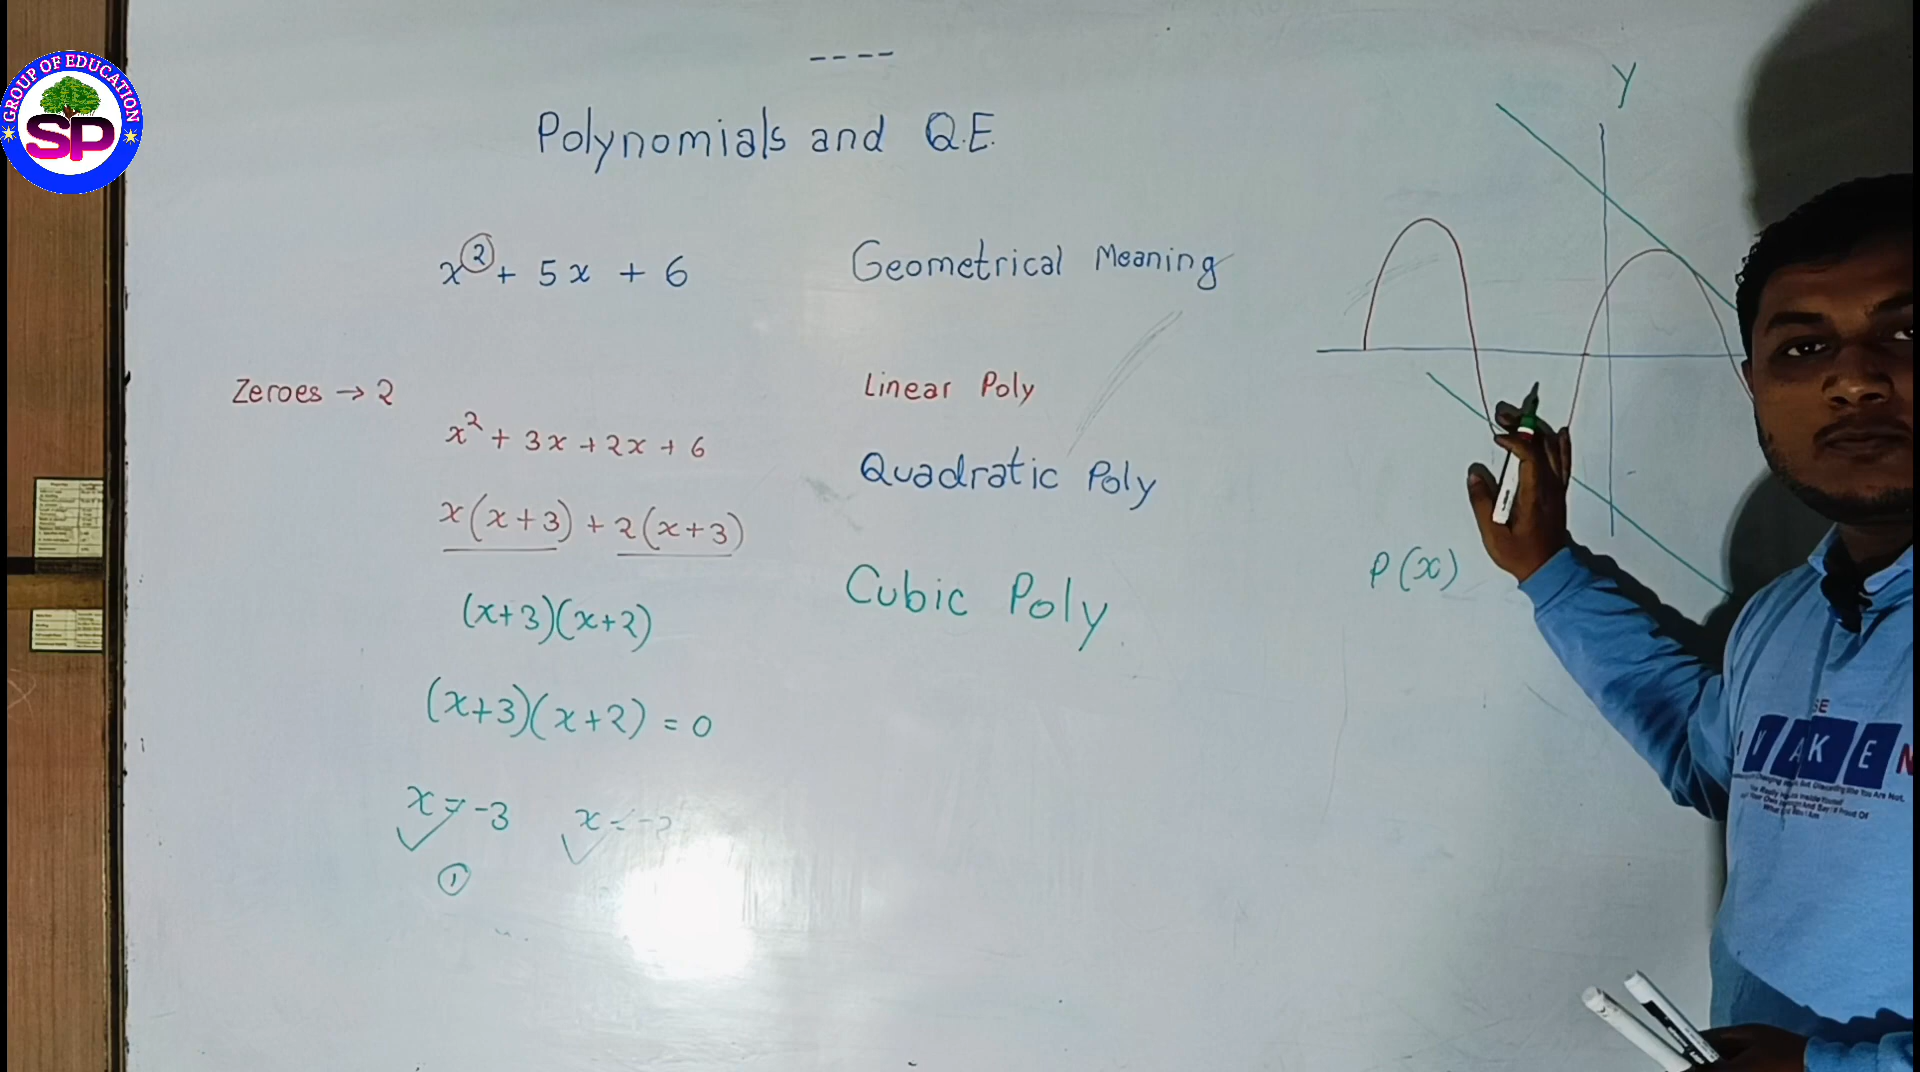 GROUP OF EDUCATION
SP
Polynomials and Q.E.
x² + 5x + 6
Geometrical Meaning
Zeroes → 2
x² + 3x + 2x + 6
x(x+3) + 2(x+3)
(x+3)(x+2)
(x+3)(x+2) = 0
x = -3
x = -2
1
Linear Poly
Quadratic Poly
Cubic Poly
Y
P(x)